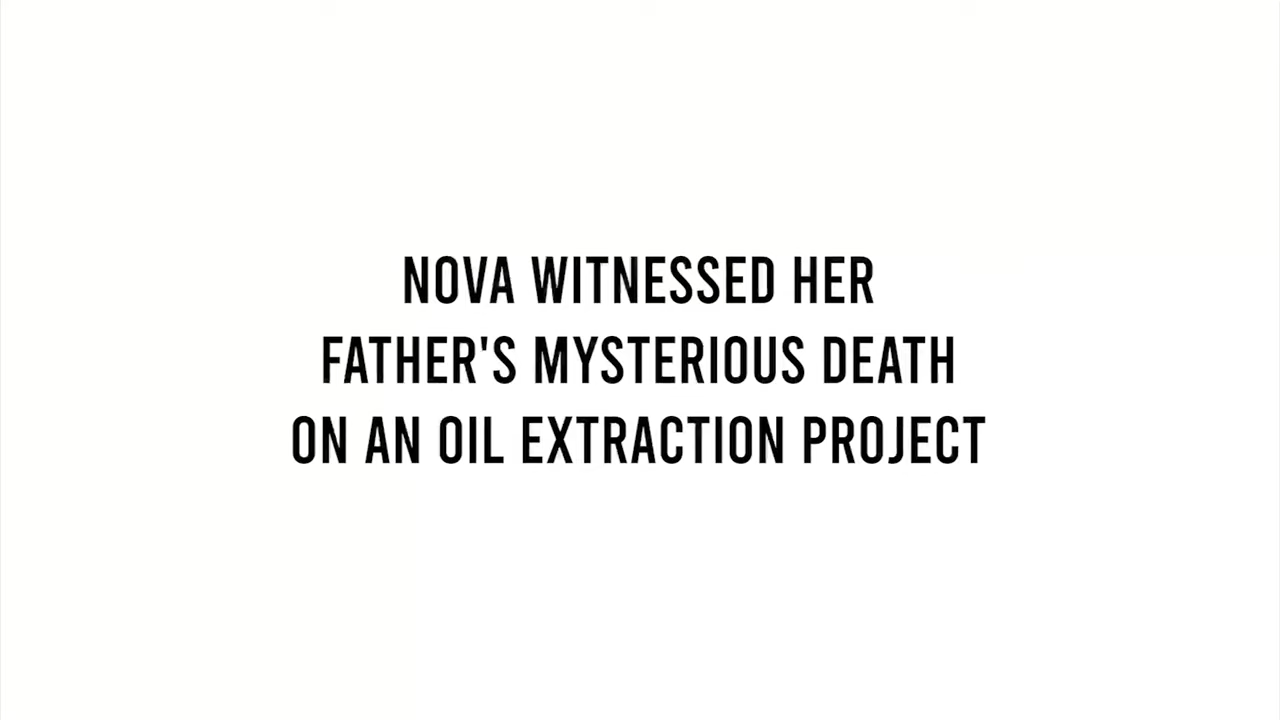 NOVA WITNESSED HER
FATHER'S MYSTERIOUS DEATH
ON AN OIL EXTRACTION PROJECT